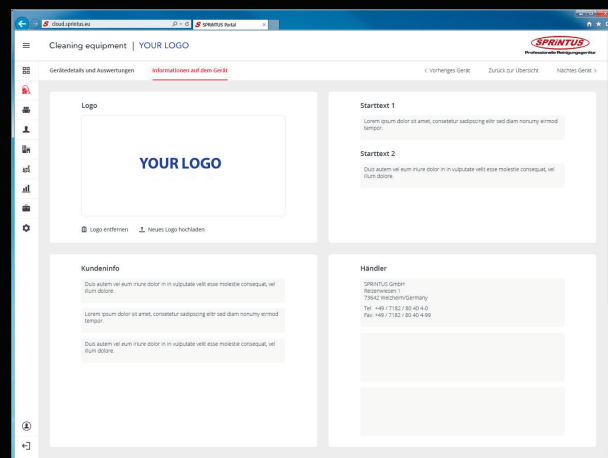 cloud.sprintus.eu
SPRINTUS Portal
Cleaning equipment | YOUR LOGO
SPRINTUS
Professionelle Reinigungsgeräte
Gerätedetails und Auswertungen
Informationen auf dem Gerät
Vorheriges Gerät
Zurück zur Übersicht
Nächstes Gerät
Logo
YOUR LOGO
Logo entfernen
Neues Logo hochladen
Starttext 1
Lorem ipsum dolor sit amet, consetetur sadipscing elitr sed diam nonumy eirmod
tempor.
Starttext 2
Duis autem vel eum iriure dolor in in vulputate velit esse molestie consequat, vel
illum dolore.
Kundeninfo
Duis autem vel eum iriure dolor in in vulputate velit esse molestie consequat, vel
illum dolore.
Lorem ipsum dolor sit amet, consetetur sadipscing elitr sed diam nonumy eirmod
tempor.
Duis autem vel eum iriure dolor in in vulputate velit esse molestie consequat, vel
illum dolore.
Händler
SPRINTUS GmbH
Reizenwiesen 1
73642 Welzheim/Germany
Tel: +49 / 7182 / 80 40 4-0
Fax: +49 / 7182 / 80 40 4-99